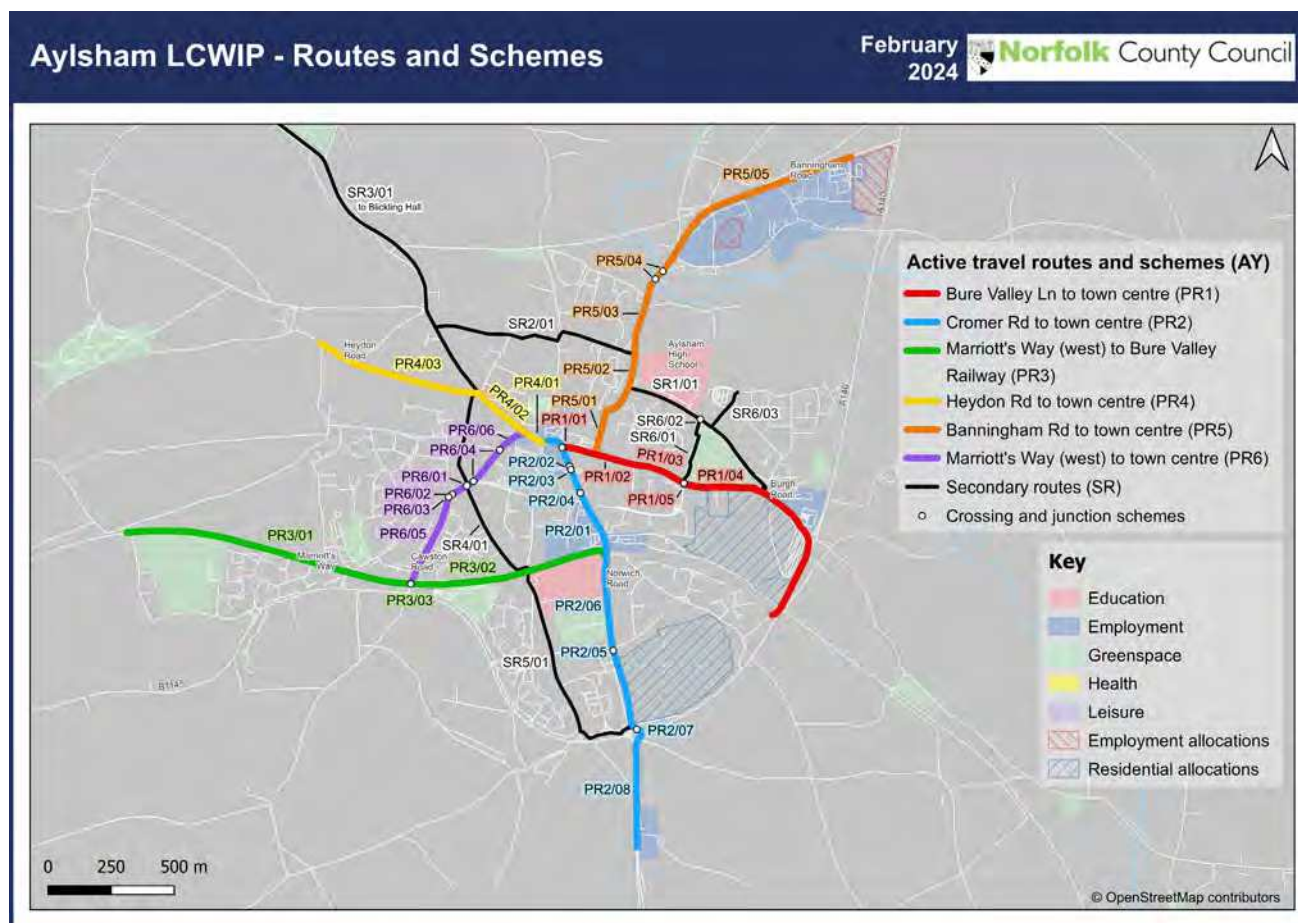 Aylsham LCWIP - Routes and Schemes
February
2024
Norfolk County Council
SR3/01
to Blickling Hall
Banningham
Road
PR5/05
A140
PR5/04
PR5/03
SR2/01
Heydon
Road
PR4/03
PR4/01
PR4/02
PR5/02
Aylsham
High
School
SR1/01
PR5/01
PR1/01
SR6/02
SR6/03
SR6/01
A140
PR6/06
PR6/04
PR2/02
PR2/03
PR1/02
PR1/03
PR1/04
PR6/01
PR6/02
PR6/03
PR2/04
PR1/05
Burgh
Road
PR6/05
SR4/01
PR2/01
PR3/01
Marriott's
Way
Cawston
Road
PR3/02
PR3/03
Norwich
Road
PR2/06
PR2/05
SR5/01
B1145
PR2/07
PR2/08
Active travel routes and schemes (AY)
Bure Valley Ln to town centre (PR1)
Cromer Rd to town centre (PR2)
Marriott's Way (west) to Bure Valley
Railway (PR3)
Heydon Rd to town centre (PR4)
Banningham Rd to town centre (PR5)
Marriott's Way (west) to town centre (PR6)
Secondary routes (SR)
Crossing and junction schemes
Key
Education
Employment
Greenspace
Health
Leisure
Employment allocations
Residential allocations
0 250 500 m
© OpenStreetMap contributors